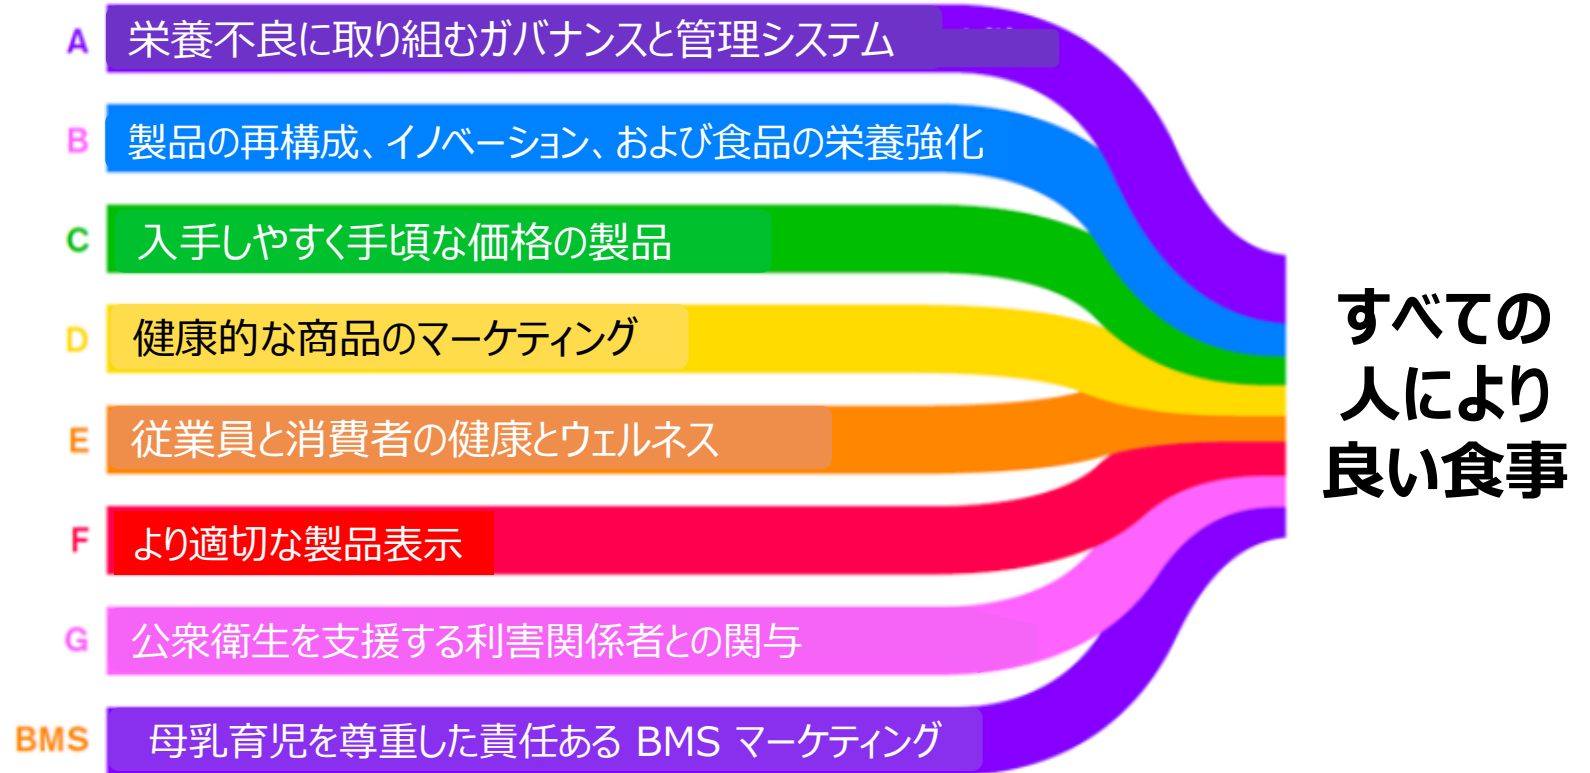 A 栄養不良に取り組むガバナンスと管理システム
B 製品の再構成、イノベーション、および食品の栄養強化
C 入手しやすく手頃な価格の製品
D 健康的な商品のマーケティング
E 従業員と消費者の健康とウェルネス
F より適切な製品表示
G 公衆衛生を支援する利害関係者との関与
BMS 母乳育児を尊重した責任ある BMS マーケティング
すべての
人により
良い食事